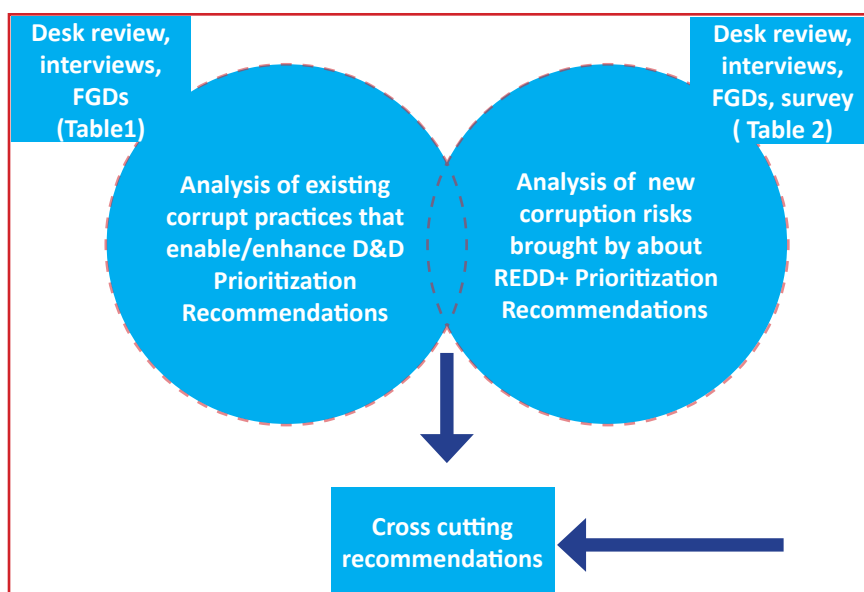 Desk review,
interviews,
FGDs
(Table1)
Desk review,
interviews,
FGDs, survey
( Table 2)
Analysis of existing
corrupt practices that
enable/enhance D&D
Prioritization
Recommendations
Analysis of  new
corruption risks
brought by about
REDD+ Prioritization
Recommendations
Cross cutting
recommendations